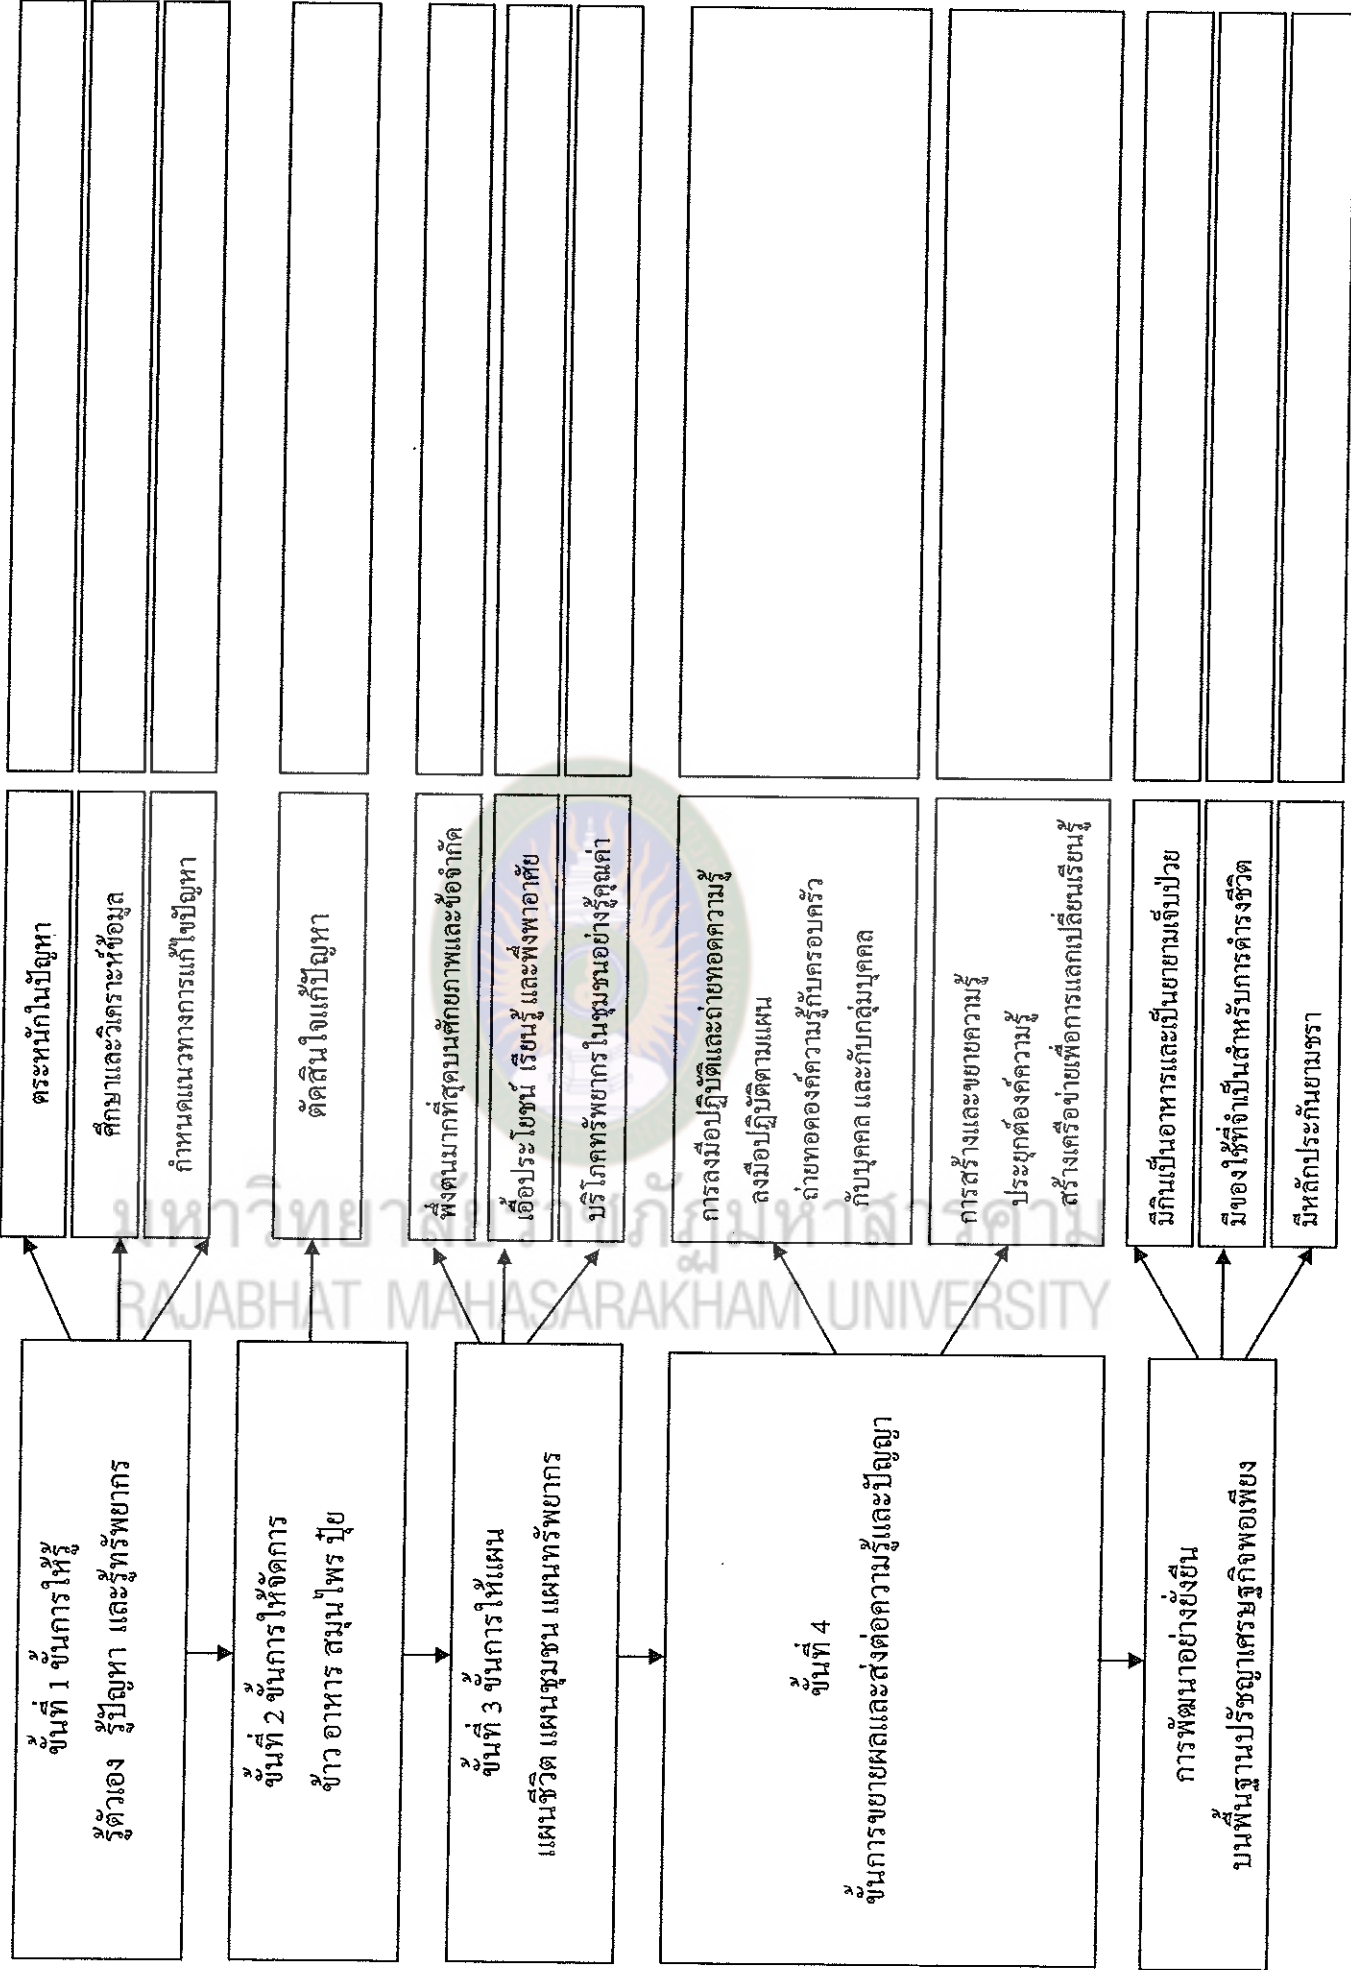 ขั้นที่ 1 ขั้นการให้รู้
รู้ตัวเอง รู้ปัญหา และรู้ทรัพยากร
ตระหนักในปัญหา
ศึกษาและวิเคราะห์ข้อมูล
กำหนดแนวทางการแก้ไขปัญหา
ขั้นที่ 2 ขั้นการให้จัดการ
ข้าว อาหาร สมุนไพร ปุ๋ย
ตัดสินใจแก้ปัญหา
ขั้นที่ 3 ขั้นการให้แผน
แผนชีวิต แผนชุมชน แผนทรัพยากร
พึ่งตนมากที่สุดบนศักยภาพและข้อจำกัด
เอื้อประโยชน์ เรียนรู้ และพึ่งพาอาศัย
บริโภคทรัพยากรในชุมชนอย่างรู้คุณค่า
ขั้นที่ 4
ขั้นการขยายผลและส่งต่อความรู้และปัญญา
การลงมือปฏิบัติและถ่ายทอดความรู้
ลงมือปฏิบัติตามแผน
ถ่ายทอดองค์ความรู้กับครอบครัว
กับบุคคล และกับกลุ่มบุคคล
การสร้างและขยายความรู้
ประยุกต์องค์ความรู้
สร้างเครือข่ายเพื่อการแลกเปลี่ยนเรียนรู้
การพัฒนาอย่างยั่งยืน
บนพื้นฐานปรัชญาเศรษฐกิจพอเพียง
มีกินเป็นอาหารและเป็นยายามเจ็บป่วย
มีของใช้ที่จำเป็นสำหรับการดำรงชีวิต
มีหลักประกันยามชรา
มหาวิทยาลัยราชภัฏมหาสารคาม
RAJABHAT MAHASARAKHAM UNIVERSITY